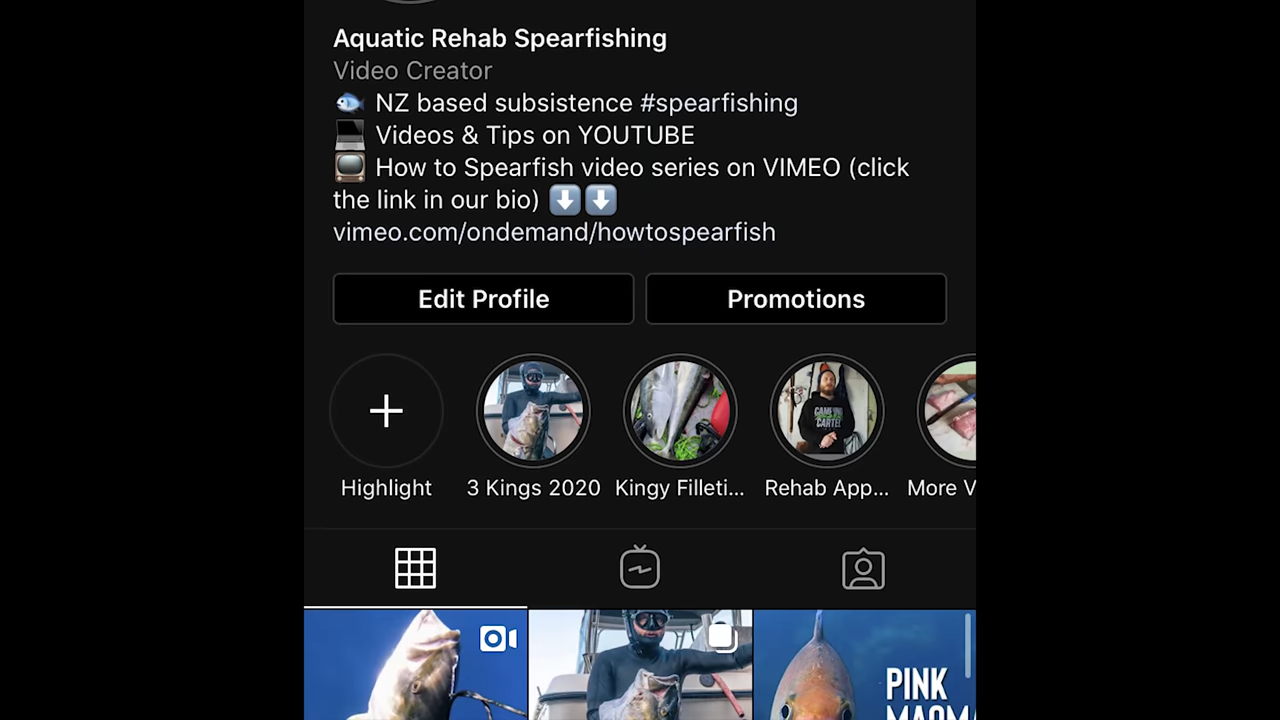 Aquatic Rehab Spearfishing
Video Creator
NZ based subsistence #spearfishing
Videos & Tips on YOUTUBE
How to Spearfish video series on VIMEO (click
the link in our bio)
vimeo.com/ondemand/howtospearfish
Edit Profile
Promotions
Highlight
3 Kings 2020
Kingy Filleti...
Rehab App...
More V
CARTEL
PINK
MAOMA